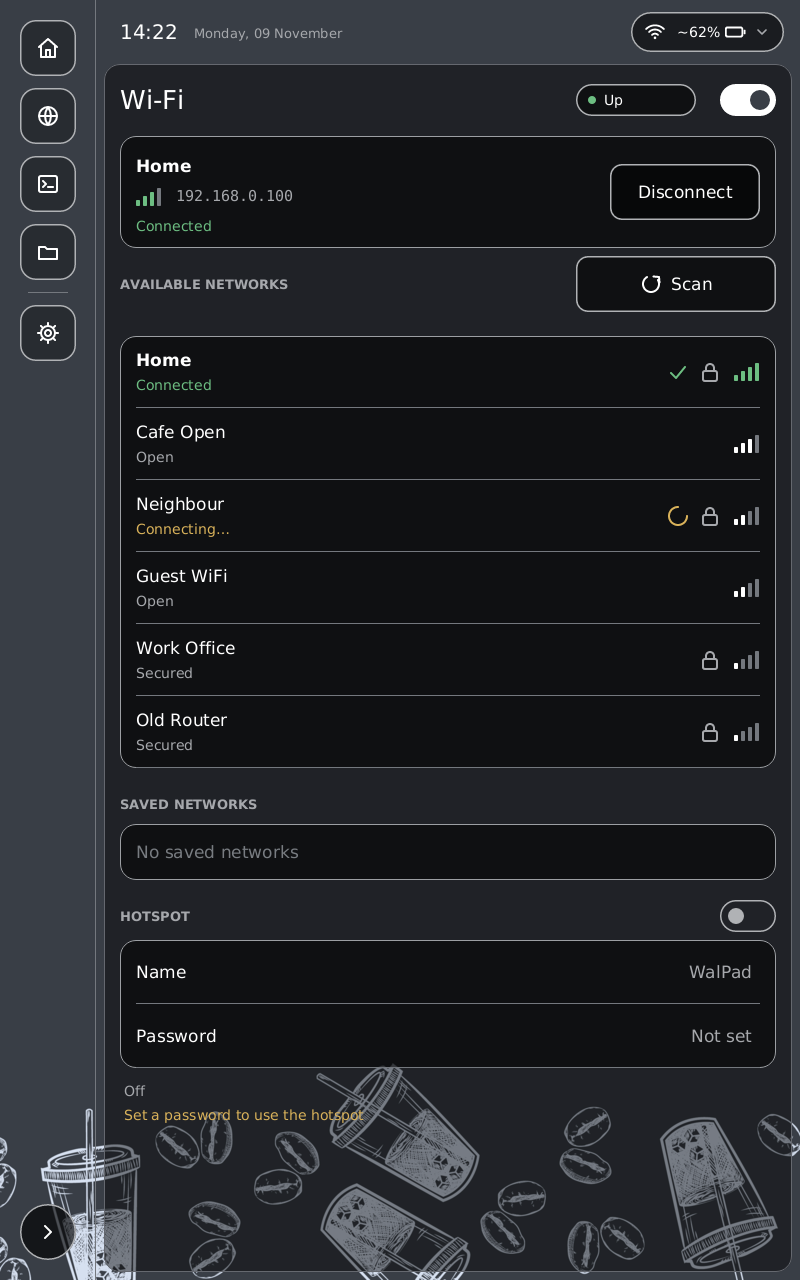 14:22 Monday, 09 November ~62%
Wi-Fi Up
Home
192.168.0.100 Disconnect
Connected
AVAILABLE NETWORKS Scan
Home
Connected
Cafe Open
Open
Neighbour
Connecting...
Guest WiFi
Open
Work Office
Secured
Old Router
Secured
SAVED NETWORKS
No saved networks
HOTSPOT
Name WalPad
Password Not set
Off
Set a password to use the hotspot